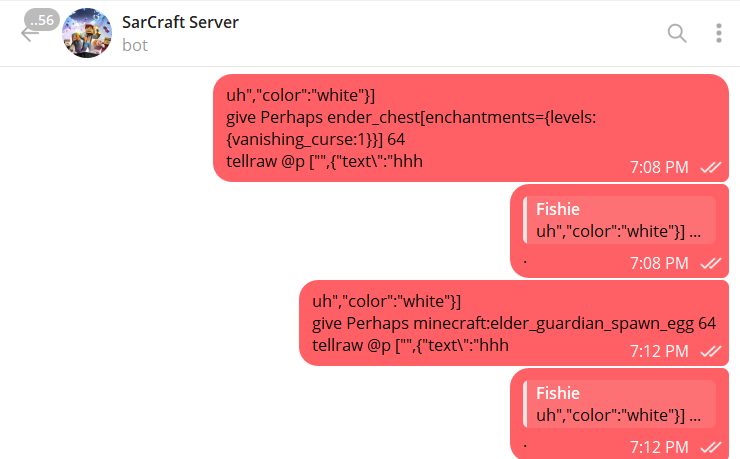 ..56
SarCraft Server
bot
uh","color":"white"}]
give Perhaps ender_chest[enchantments={levels:
{vanishing_curse:1}}] 64
tellraw @p ["",{"text\":"hhh
7:08 PM
Fishie
uh","color":"white"}] ...
.
7:08 PM
uh","color":"white"}]
give Perhaps minecraft:elder_guardian_spawn_egg 64
tellraw @p ["",{"text\":"hhh
7:12 PM
Fishie
uh","color":"white"}] ...
.
7:12 PM